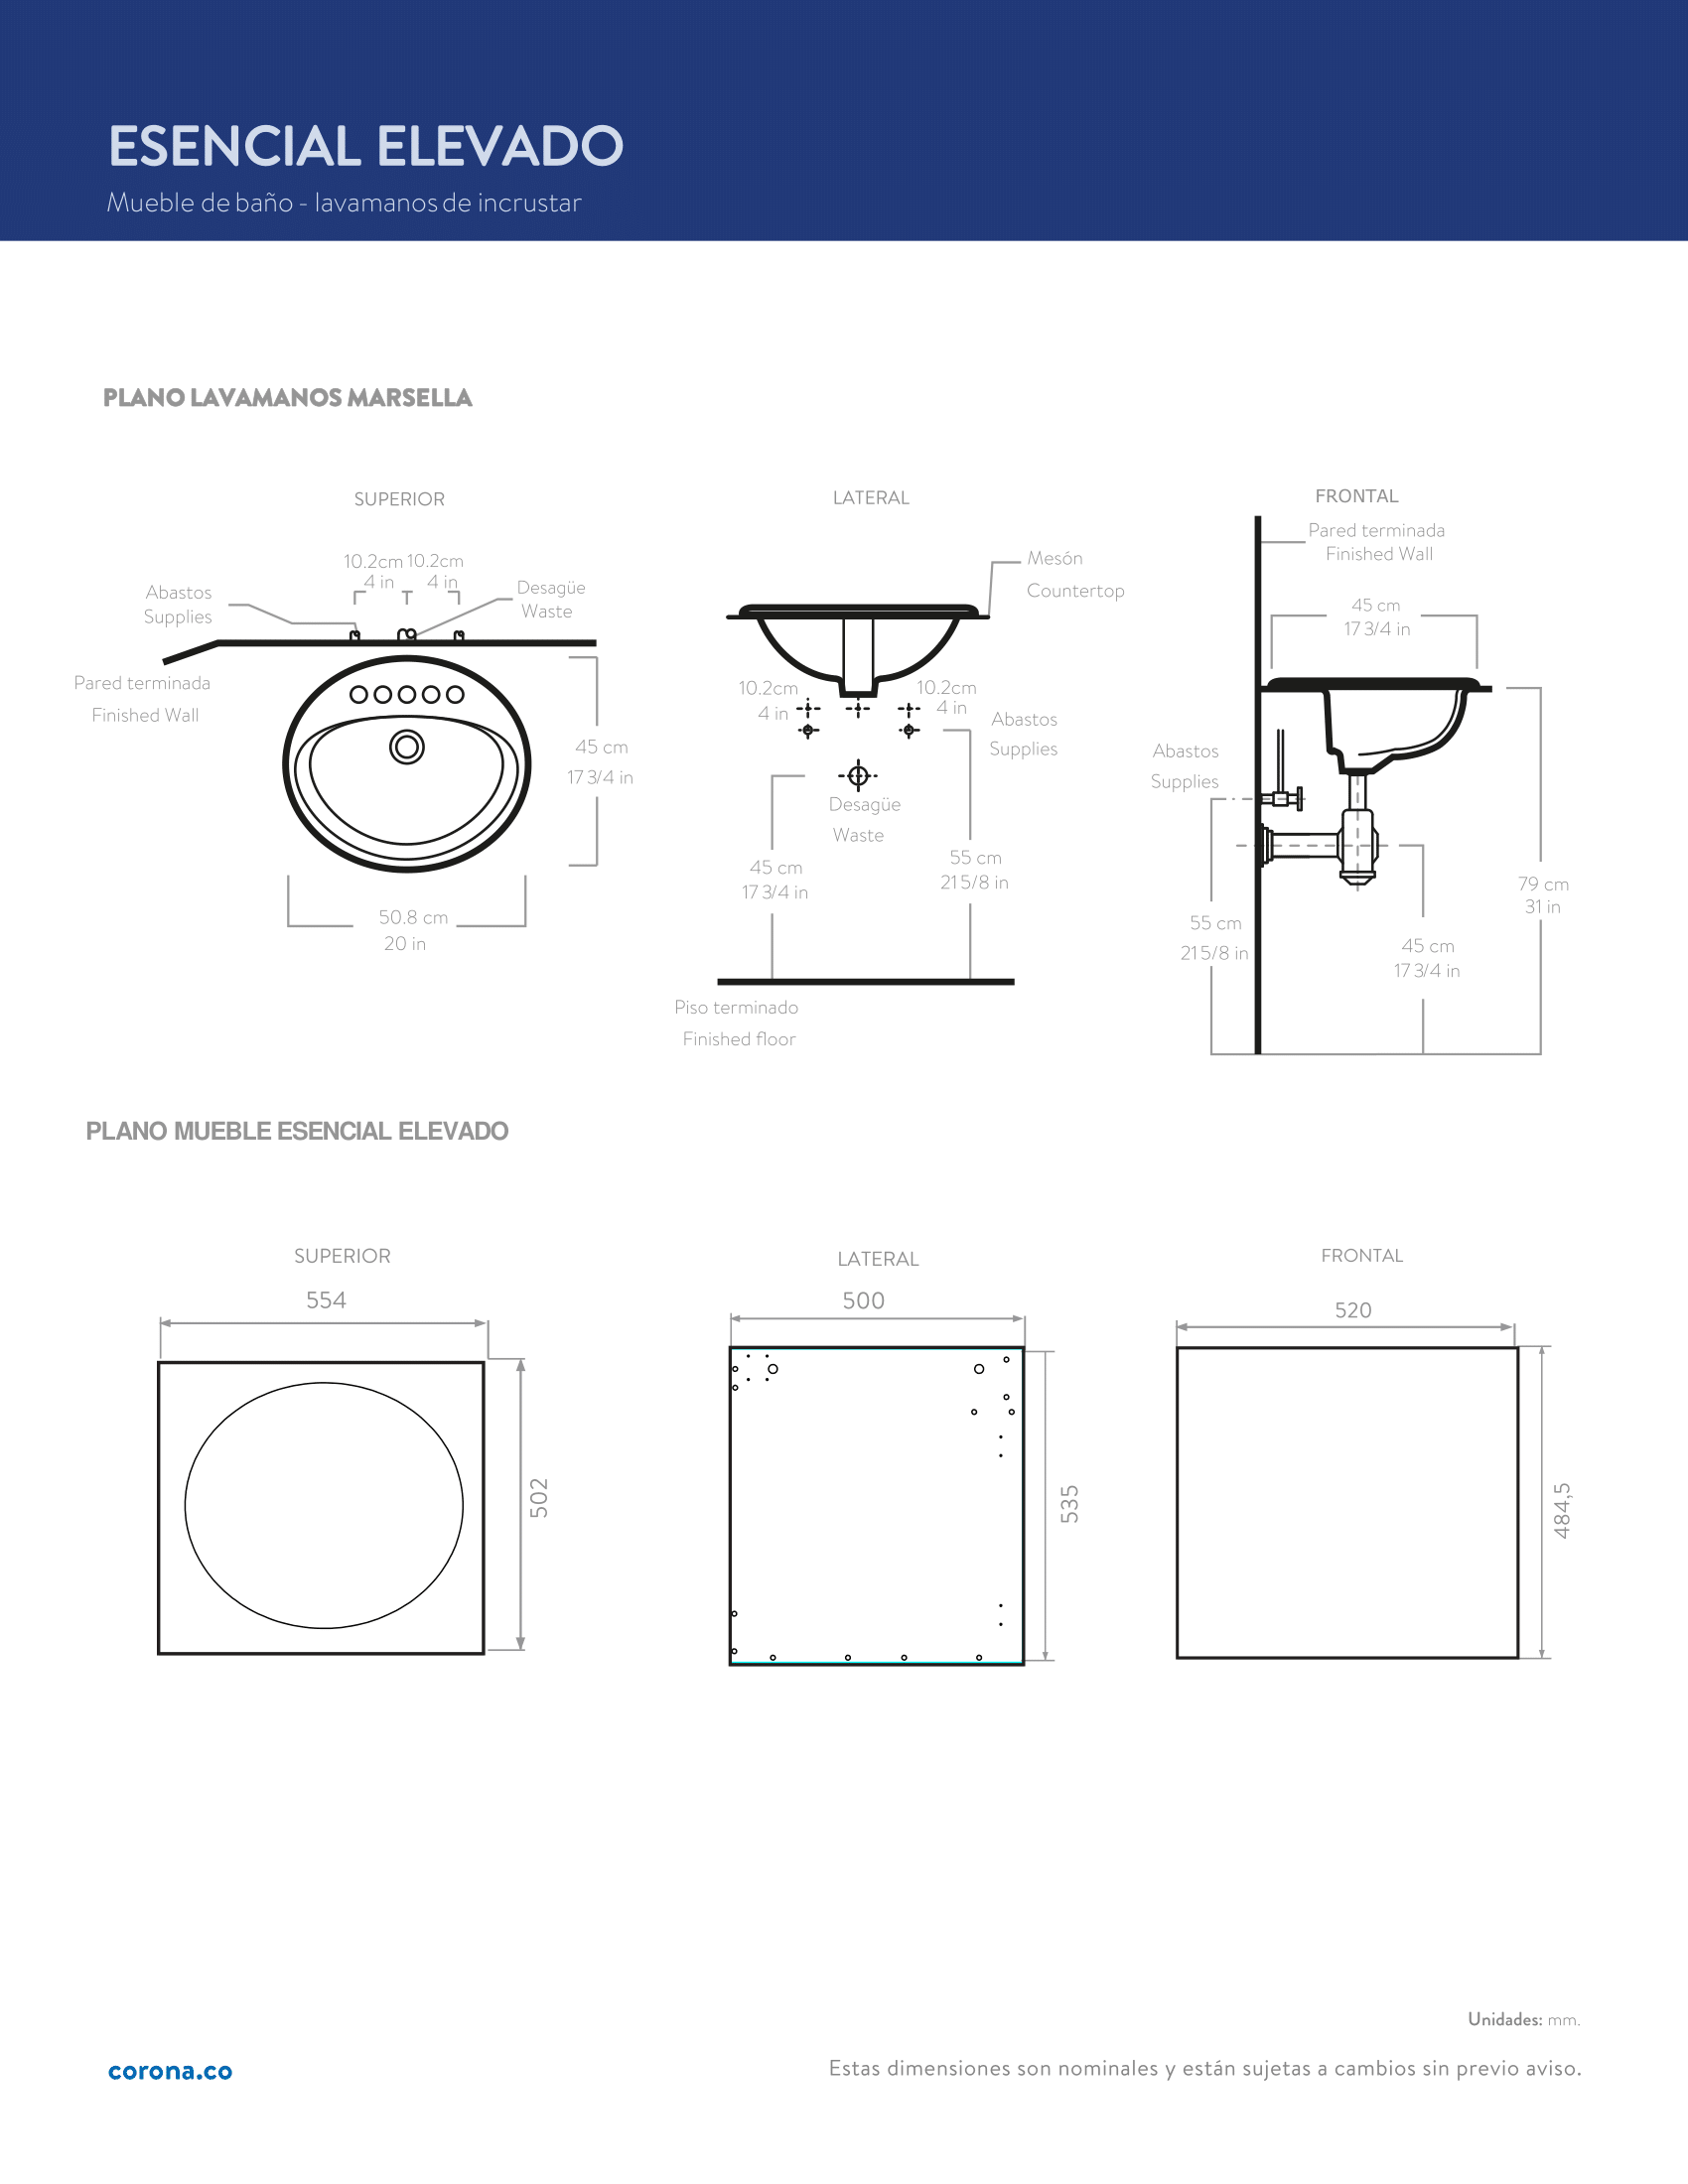 ESENCIAL ELEVADO
Mueble de baño - lavamanos de incrustar
PLANO LAVAMANOS MARSELLA
SUPERIOR
10.2cm 10.2cm
4 in 4 in
Abastos
Supplies
Desagüe
Waste
Pared terminada
Finished Wall
45 cm
17 3/4 in
50.8 cm
20 in
LATERAL
Mesón
Countertop
10.2cm
4 in
10.2cm
4 in
Abastos
Supplies
Desagüe
Waste
45 cm
17 3/4 in
55 cm
21 5/8 in
Piso terminado
Finished floor
FRONTAL
Pared terminada
Finished Wall
45 cm
17 3/4 in
Abastos
Supplies
55 cm
21 5/8 in
45 cm
17 3/4 in
79 cm
31 in
PLANO MUEBLE ESENCIAL ELEVADO
SUPERIOR
554
502
LATERAL
500
535
FRONTAL
520
484,5
Unidades: mm.
corona.co
Estas dimensiones son nominales y están sujetas a cambios sin previo aviso.